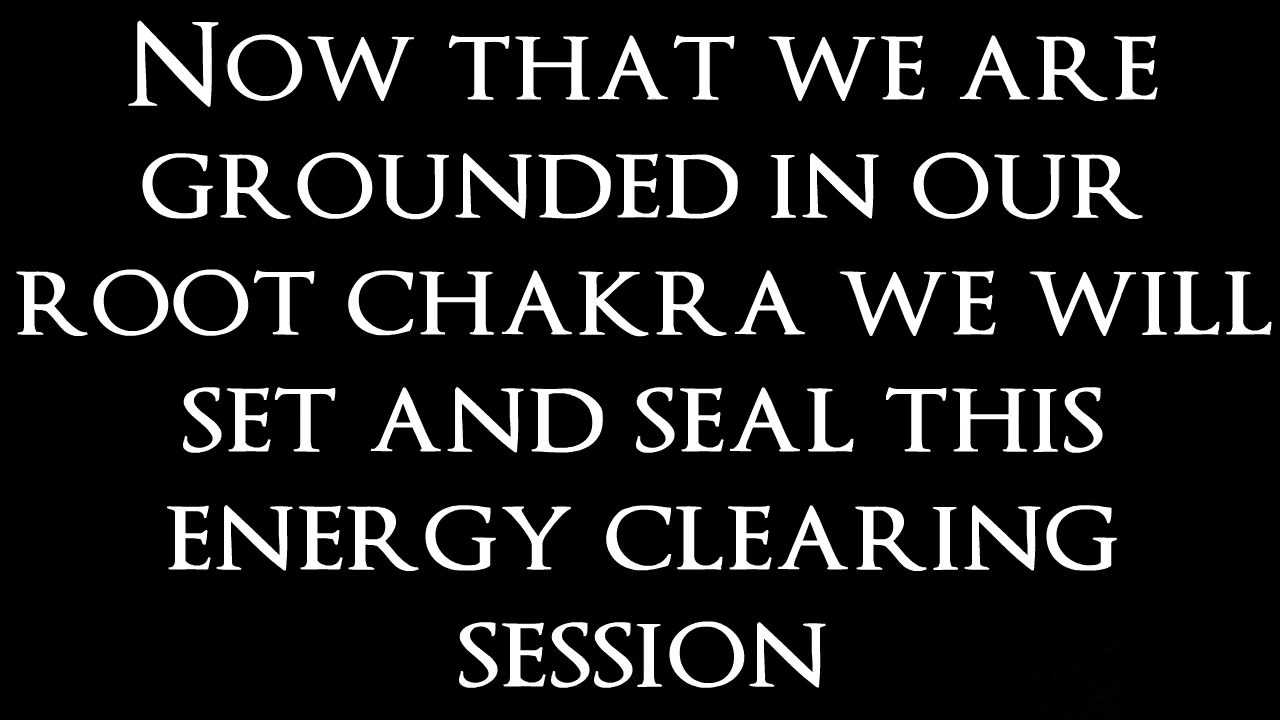 Now that we are
grounded in our
root chakra we will
set and seal this
energy clearing
session